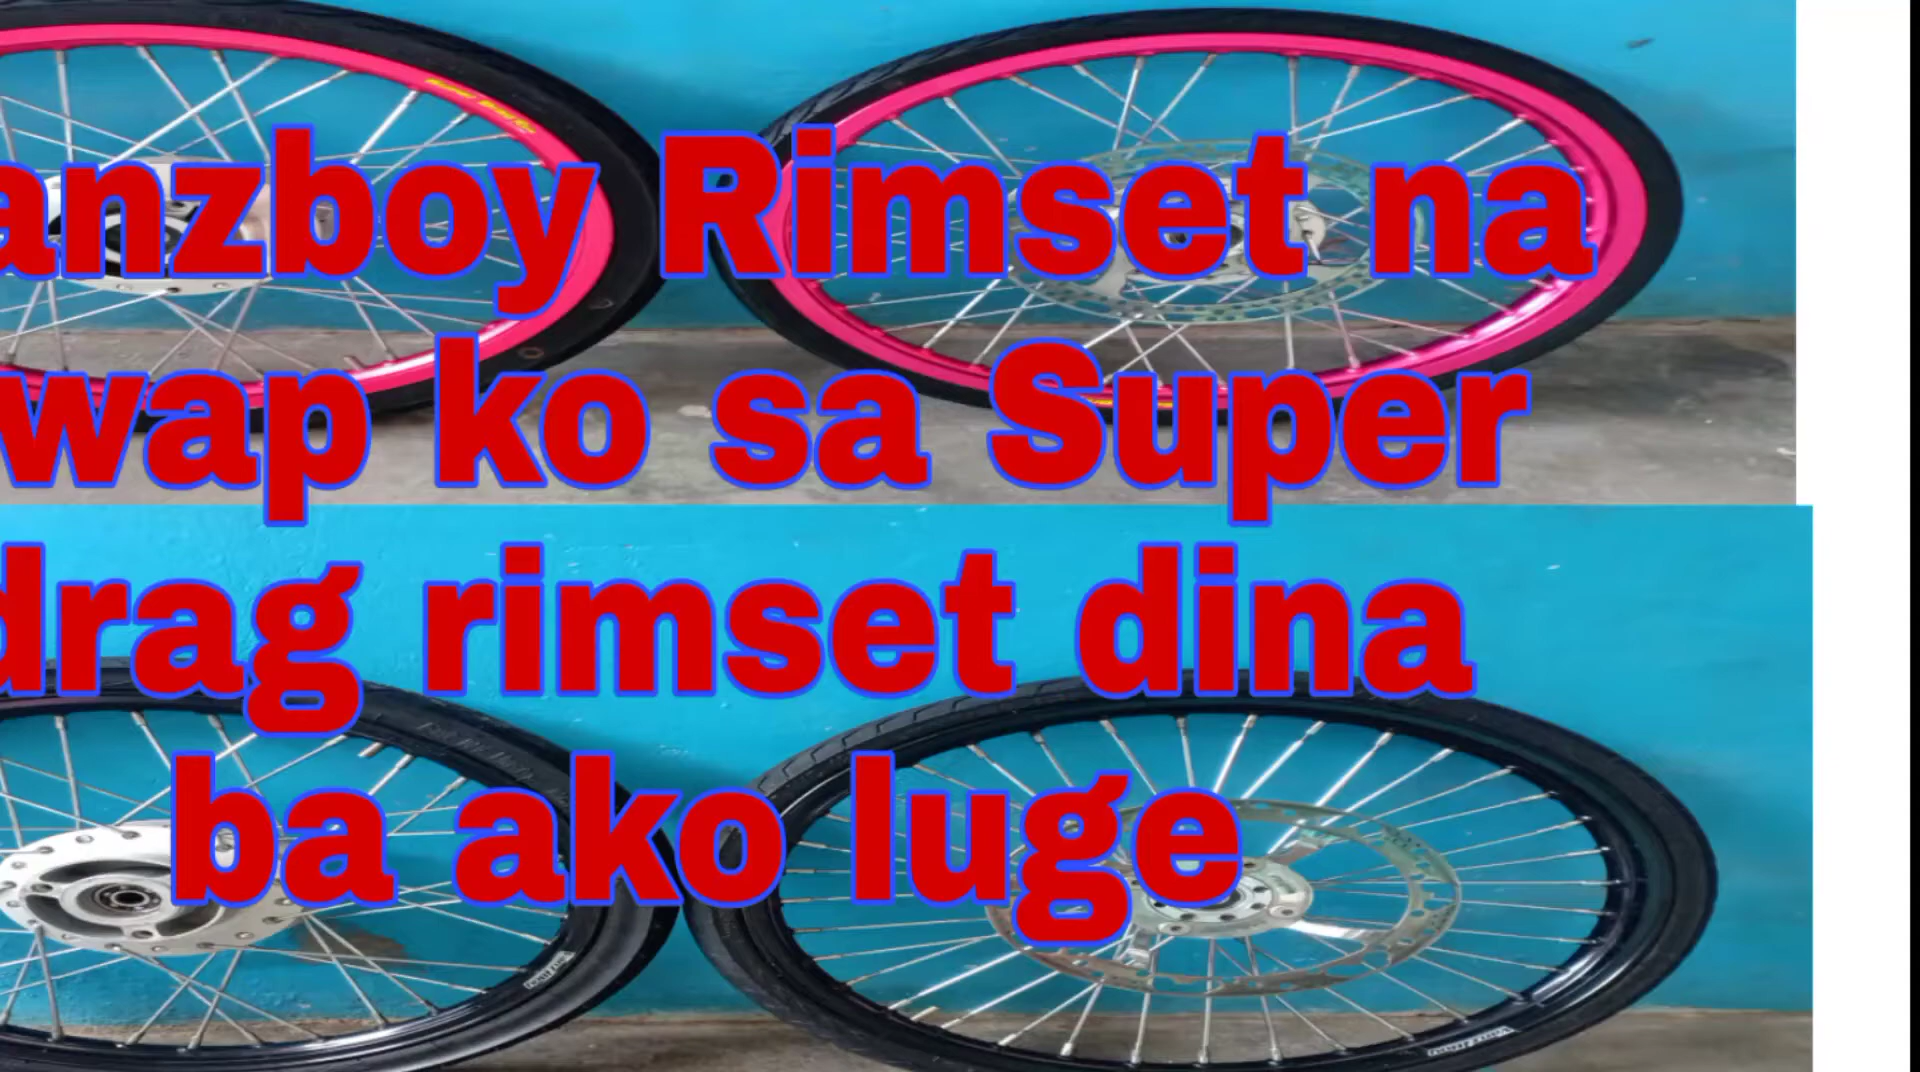 anzboy Rimset na
wap ko sa Super
drag rimset dina
ba ako luge